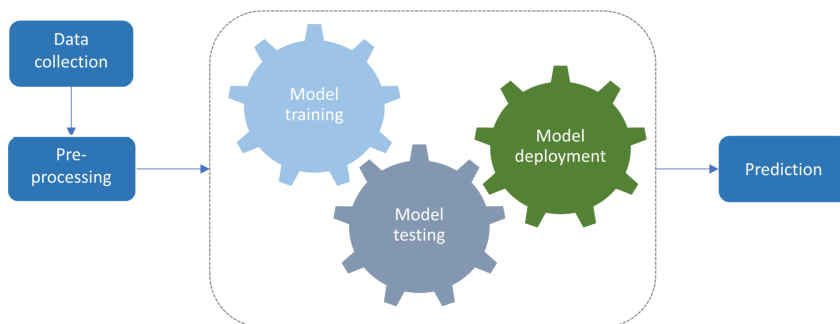 Data
collection
Pre-
processing
Model
training
Model
testing
Model
deployment
Prediction